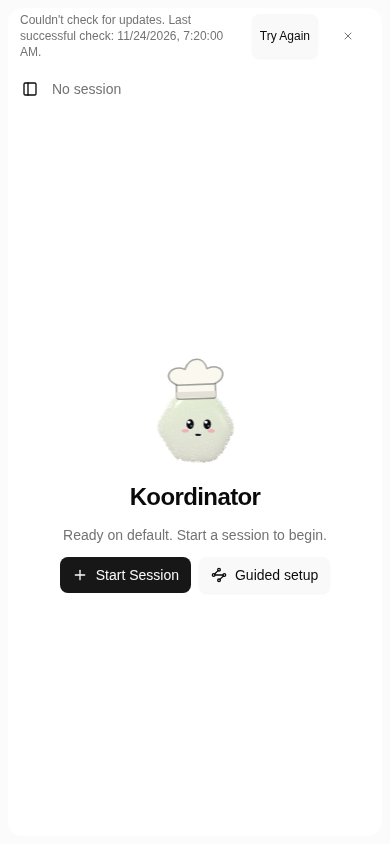 Couldn't check for updates. Last
successful check: 11/24/2026, 7:20:00
AM.
Try Again
No session
Koordinator
Ready on default. Start a session to begin.
Start Session
Guided setup